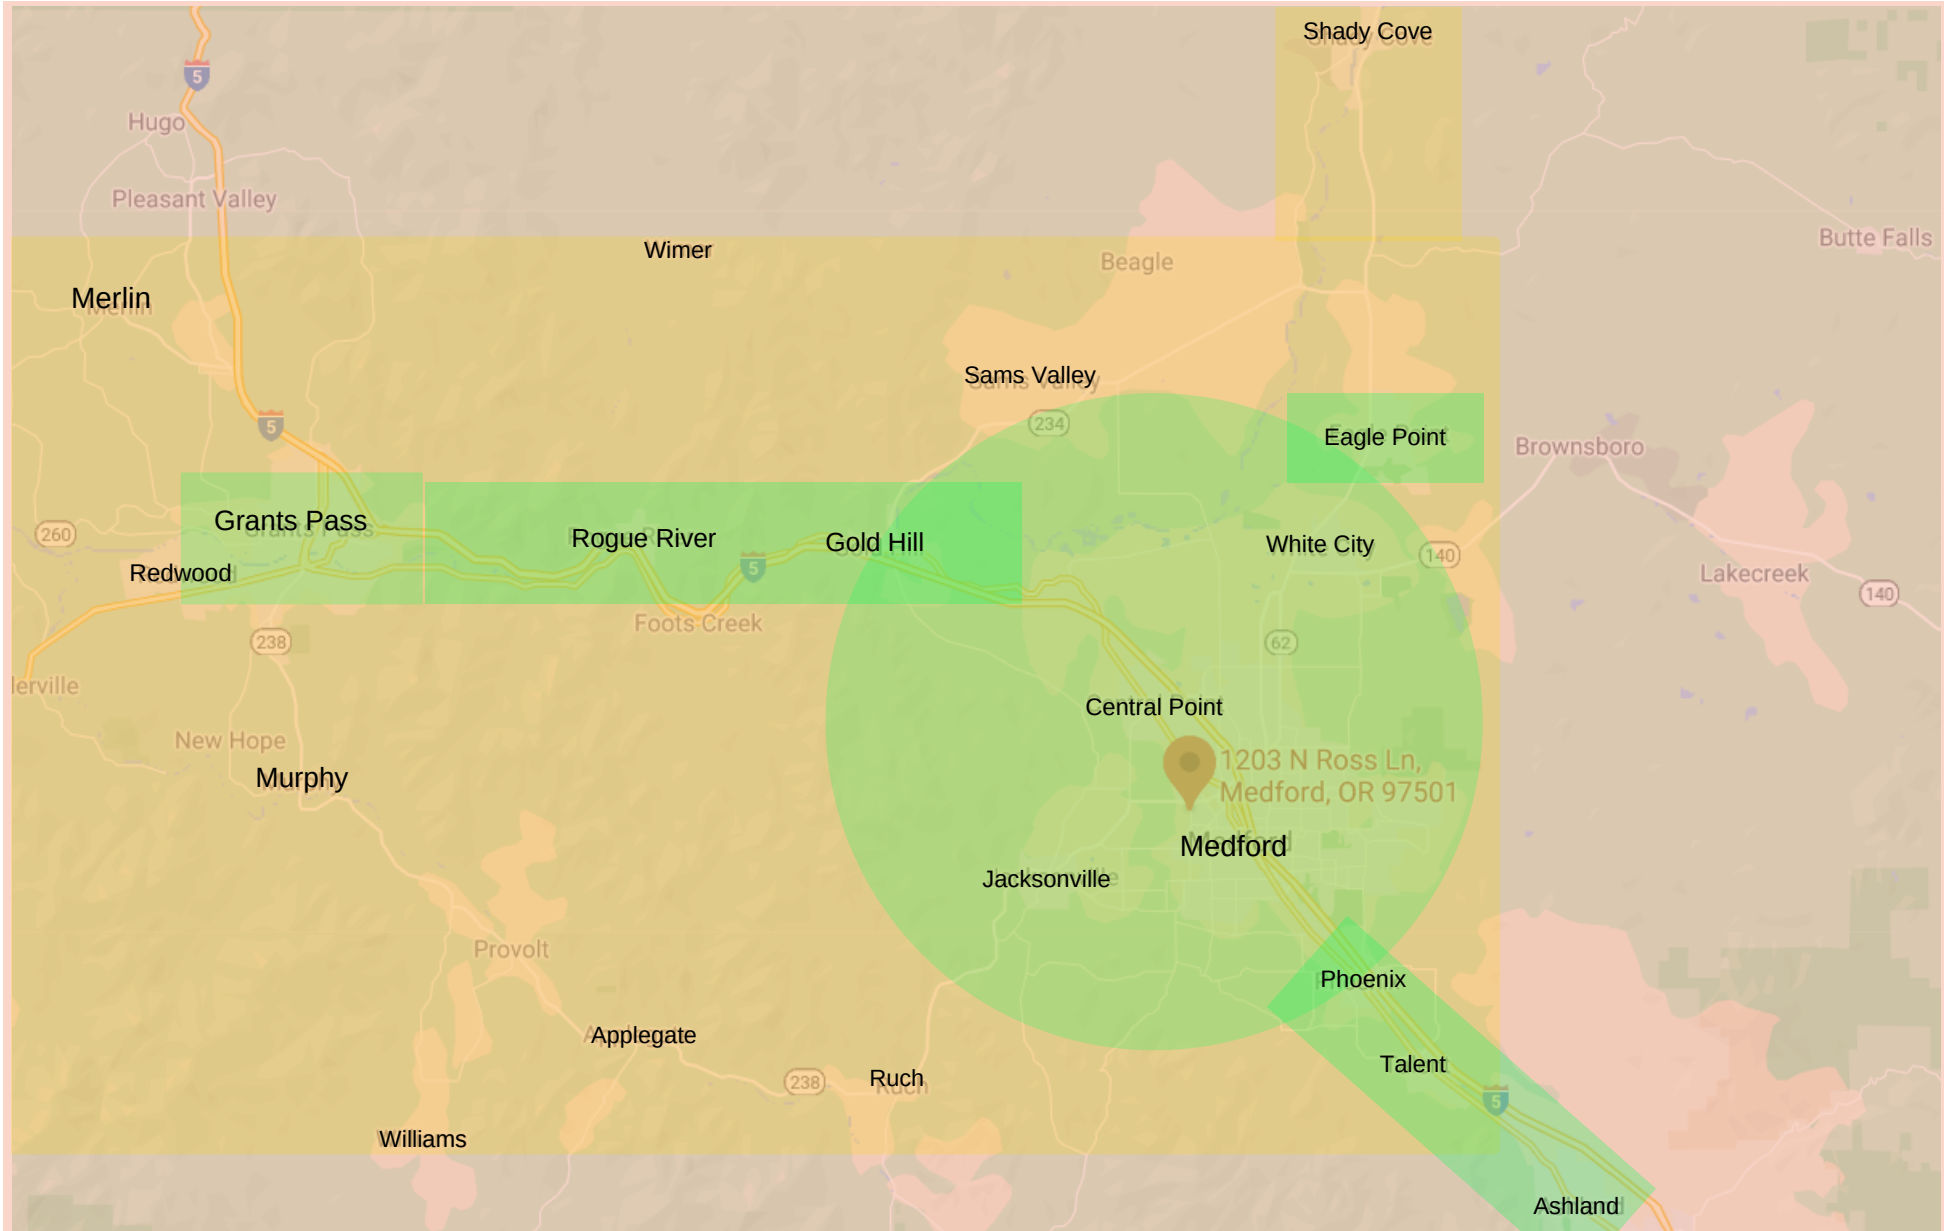 Shady Cove
5
Hugo
Pleasant Valley
Butte Falls
Wimer
Beagle
Merlin
Sams Valley
234
5
Eagle Point
Brownsboro
Grants Pass
260
Rogue River
Gold Hill
White City
140
Redwood
5
Lakecreek
140
Foots Creek
238
62
lerville
Central Point
New Hope
1203 N Ross Ln,
Medford, OR 97501
Murphy
Medford
Jacksonville
Provolt
Phoenix
Applegate
Talent
238
Ruch
5
Williams
Ashland